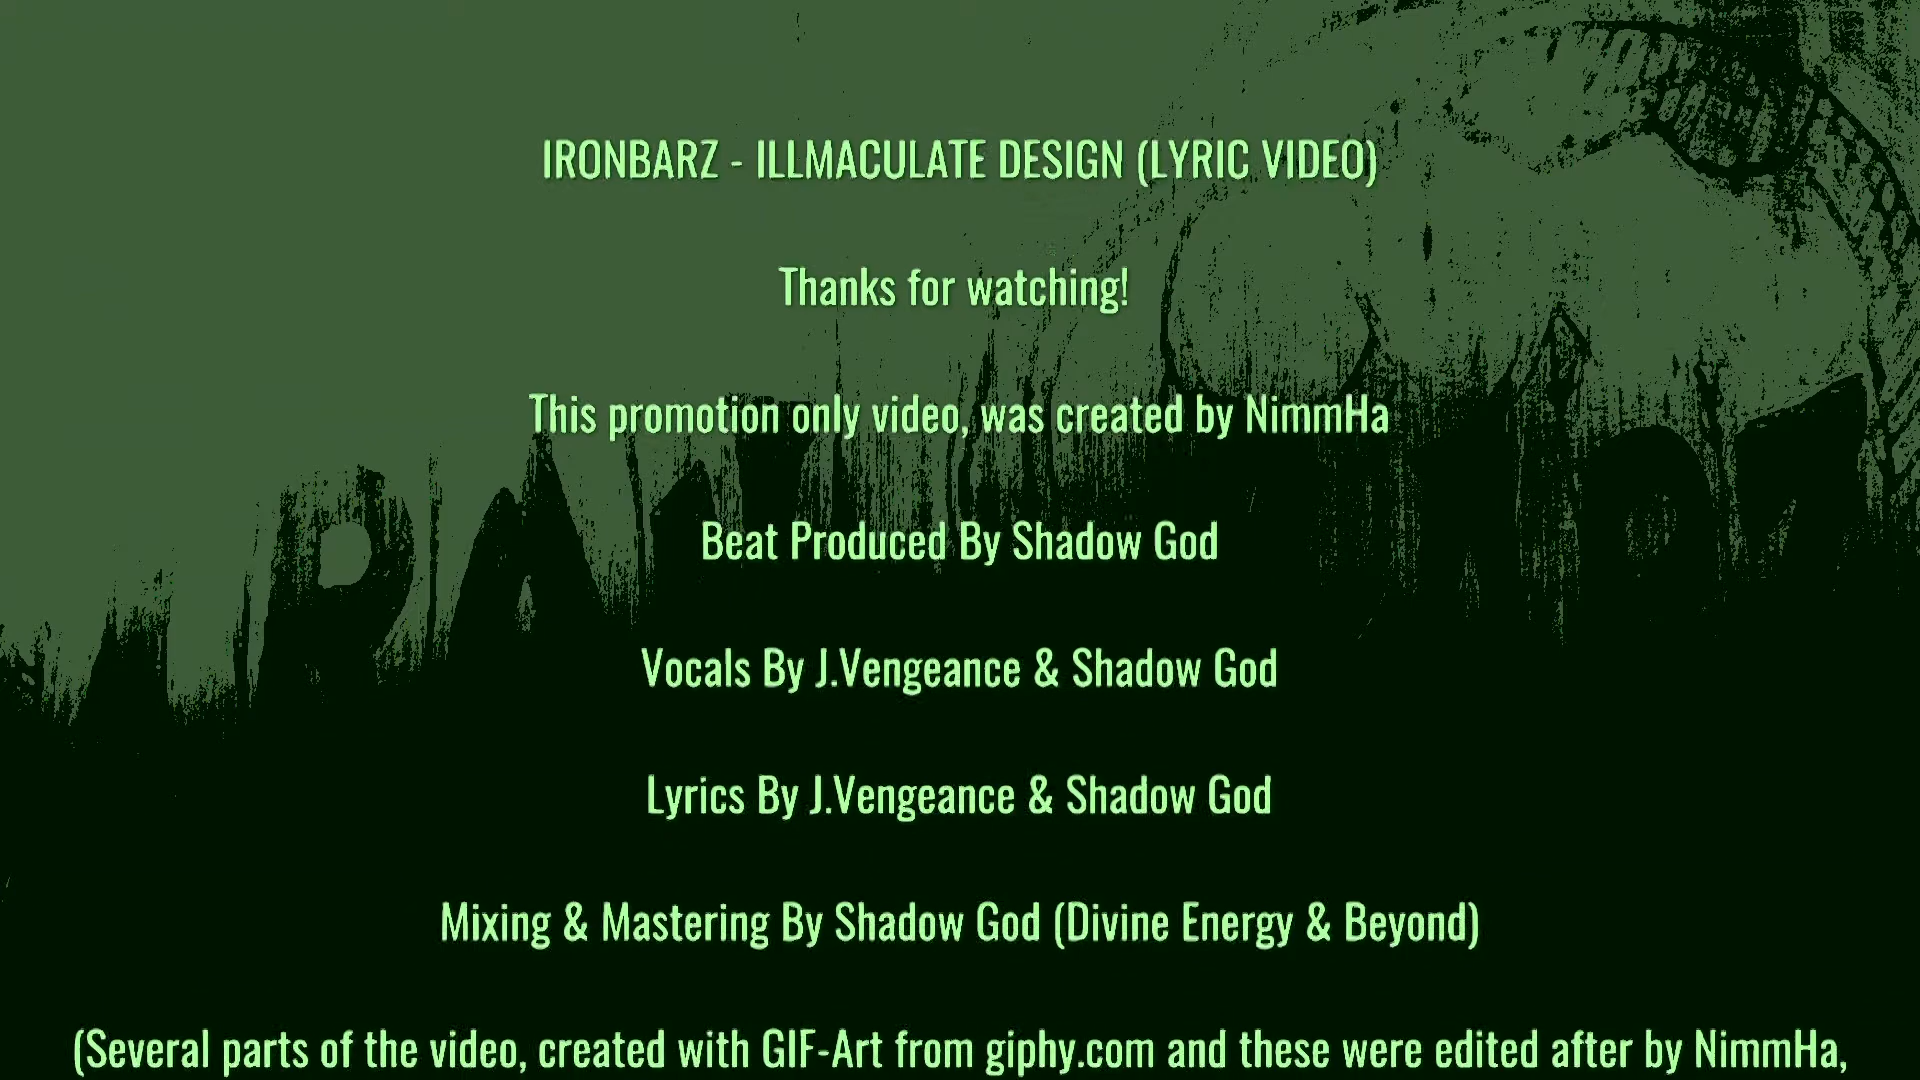 IRONBARZ - ILLMACULATE DESIGN (LYRIC VIDEO)
Thanks for watching!
This promotion only video, was created by NimmHa
Beat Produced By Shadow God
Vocals By J.Vengeance & Shadow God
Lyrics By J.Vengeance & Shadow God
Mixing & Mastering By Shadow God (Divine Energy & Beyond)
(Several parts of the video, created with GIF-Art from giphy.com and these were edited after by NimmHa,